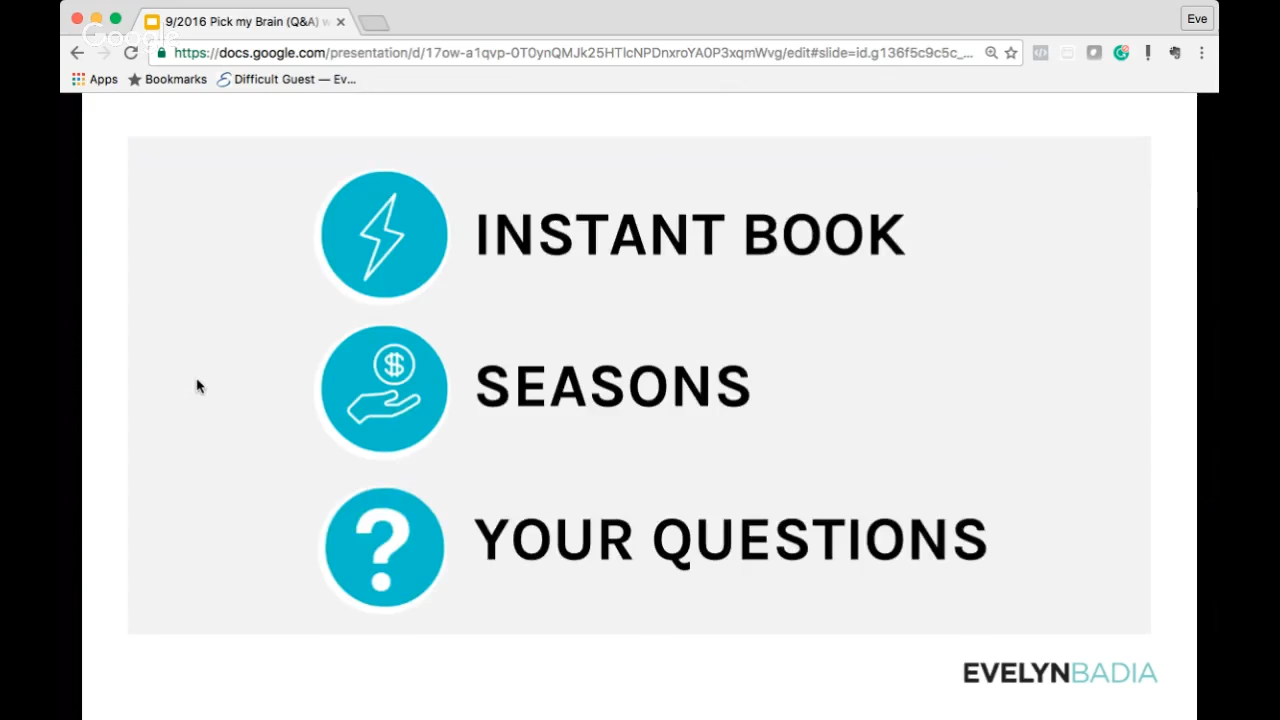 9/2016 Pick my Brain (Q&A) w
Eve
Google
https://docs.google.com/presentation/d/17ow-a1qvp-0T0ynQMJk25HTlcNPDnxroYA0P3xqmWvg/edit#slide=id.g136f5c9c5c_...
Apps Bookmarks Difficult Guest — Ev...
INSTANT BOOK
$
SEASONS
?
YOUR QUESTIONS
EVELYNBADIA